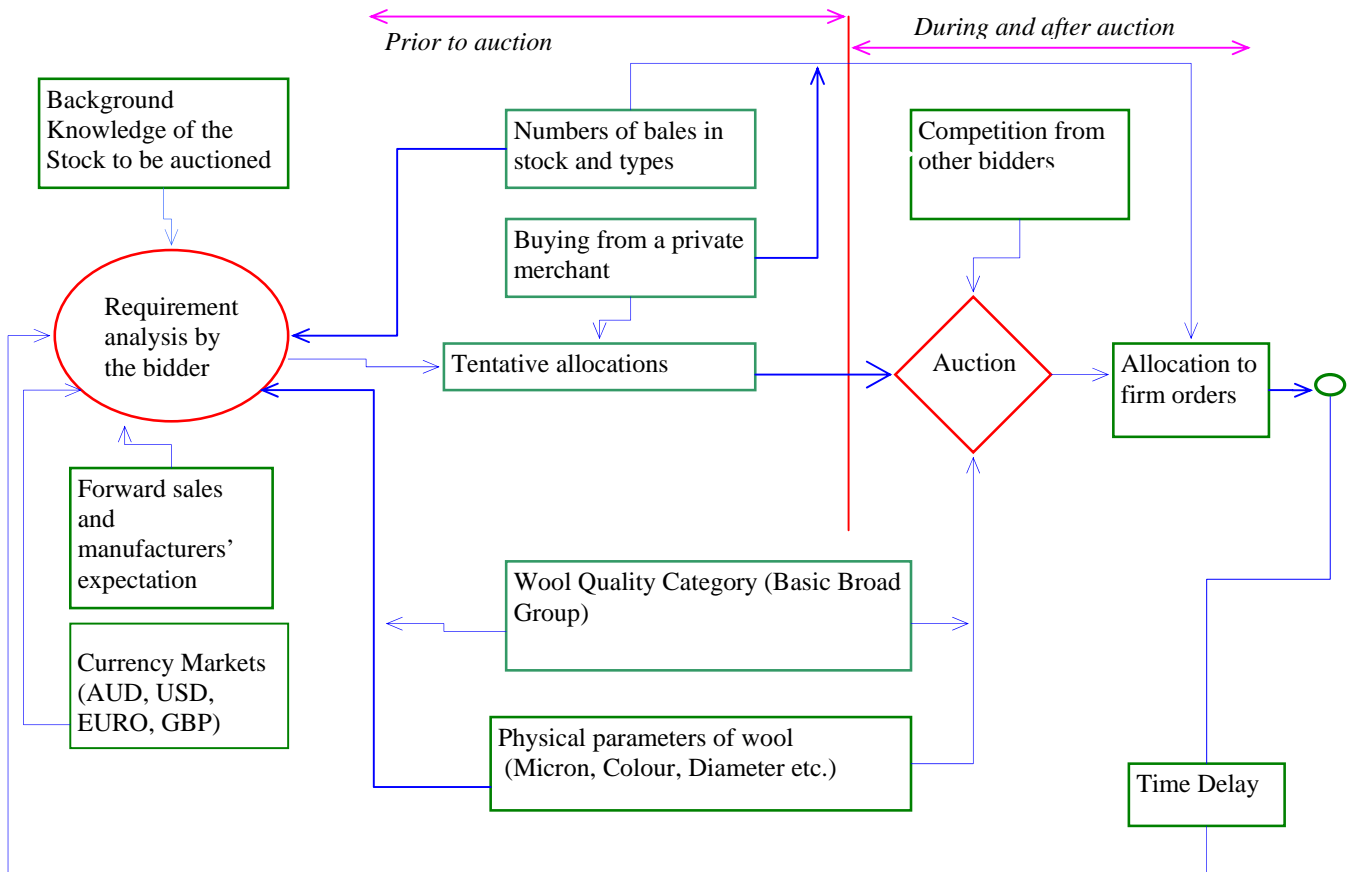 Prior to auction
During and after auction
Background
Knowledge of the
Stock to be auctioned
Numbers of bales in
stock and types
Competition from
other bidders
Buying from a private
merchant
Requirement
analysis by
the bidder
Tentative allocations
Auction
Allocation to
firm orders
Forward sales
and
manufacturers’
expectation
Wool Quality Category (Basic Broad
Group)
Currency Markets
(AUD, USD,
EURO, GBP)
Physical parameters of wool
(Micron, Colour, Diameter etc.)
Time Delay